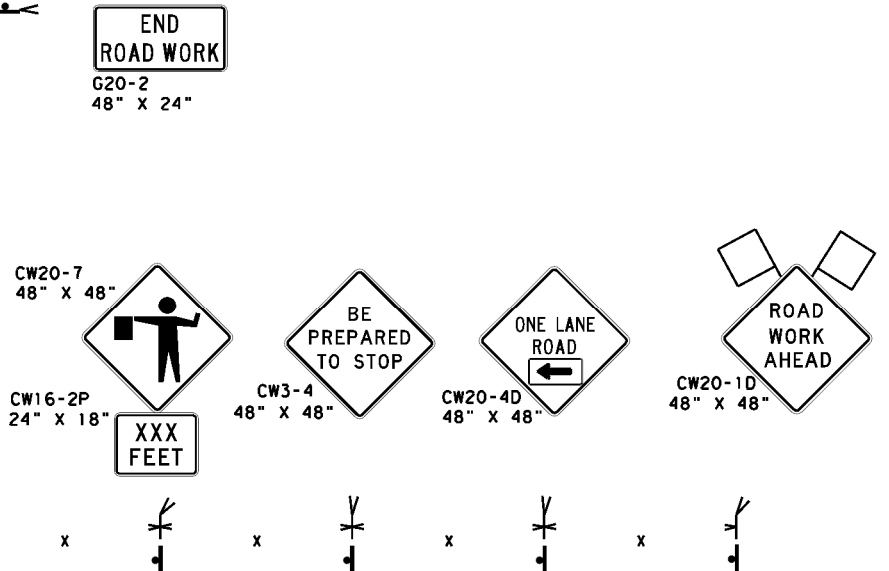 END
ROAD WORK
G20-2
48" X 24"
CW20-7
48" X 48"
CW16-2P
24" X 18"
XXX
FEET
BE
PREPARED
TO STOP
CW3-4
48" X 48"
ONE LANE
ROAD
CW20-4D
48" X 48"
ROAD
WORK
AHEAD
CW20-1D
48" X 48"
X X X X